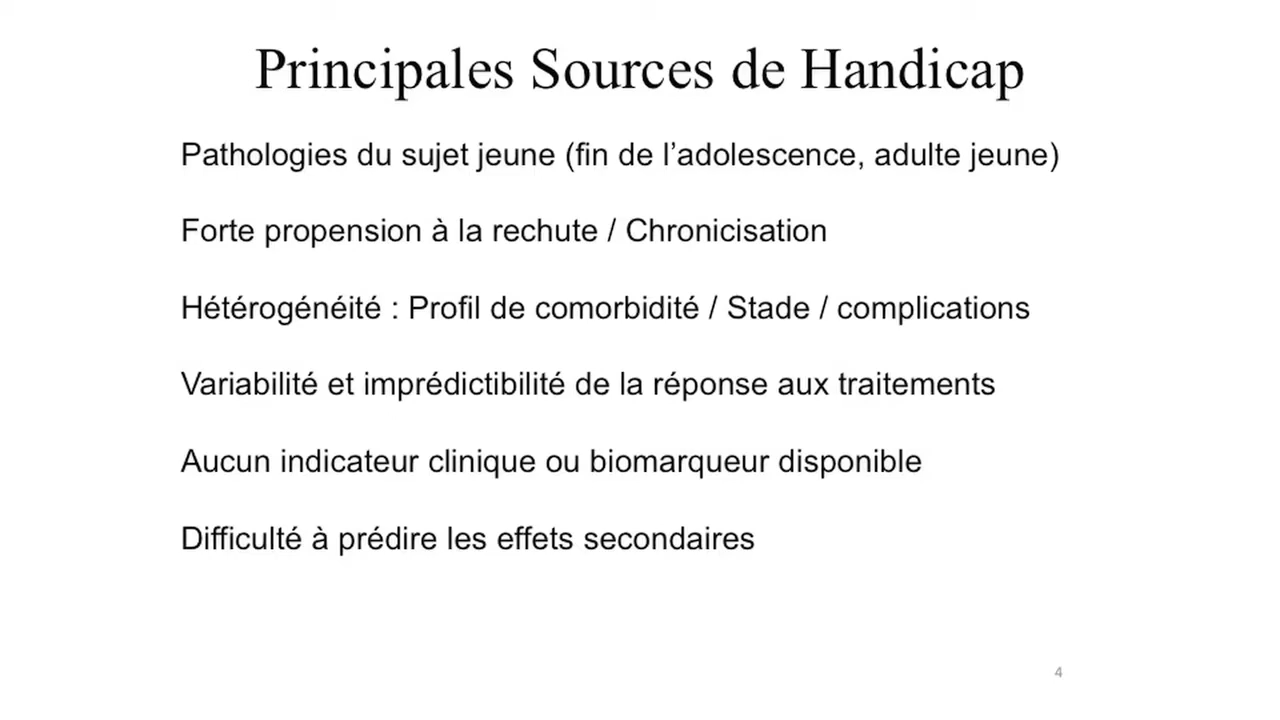 Principales Sources de Handicap
Pathologies du sujet jeune (fin de l’adolescence, adulte jeune)
Forte propension à la rechute / Chronicisation
Hétérogénéité : Profil de comorbidité / Stade / complications
Variabilité et imprédictibilité de la réponse aux traitements
Aucun indicateur clinique ou biomarqueur disponible
Difficulté à prédire les effets secondaires
4